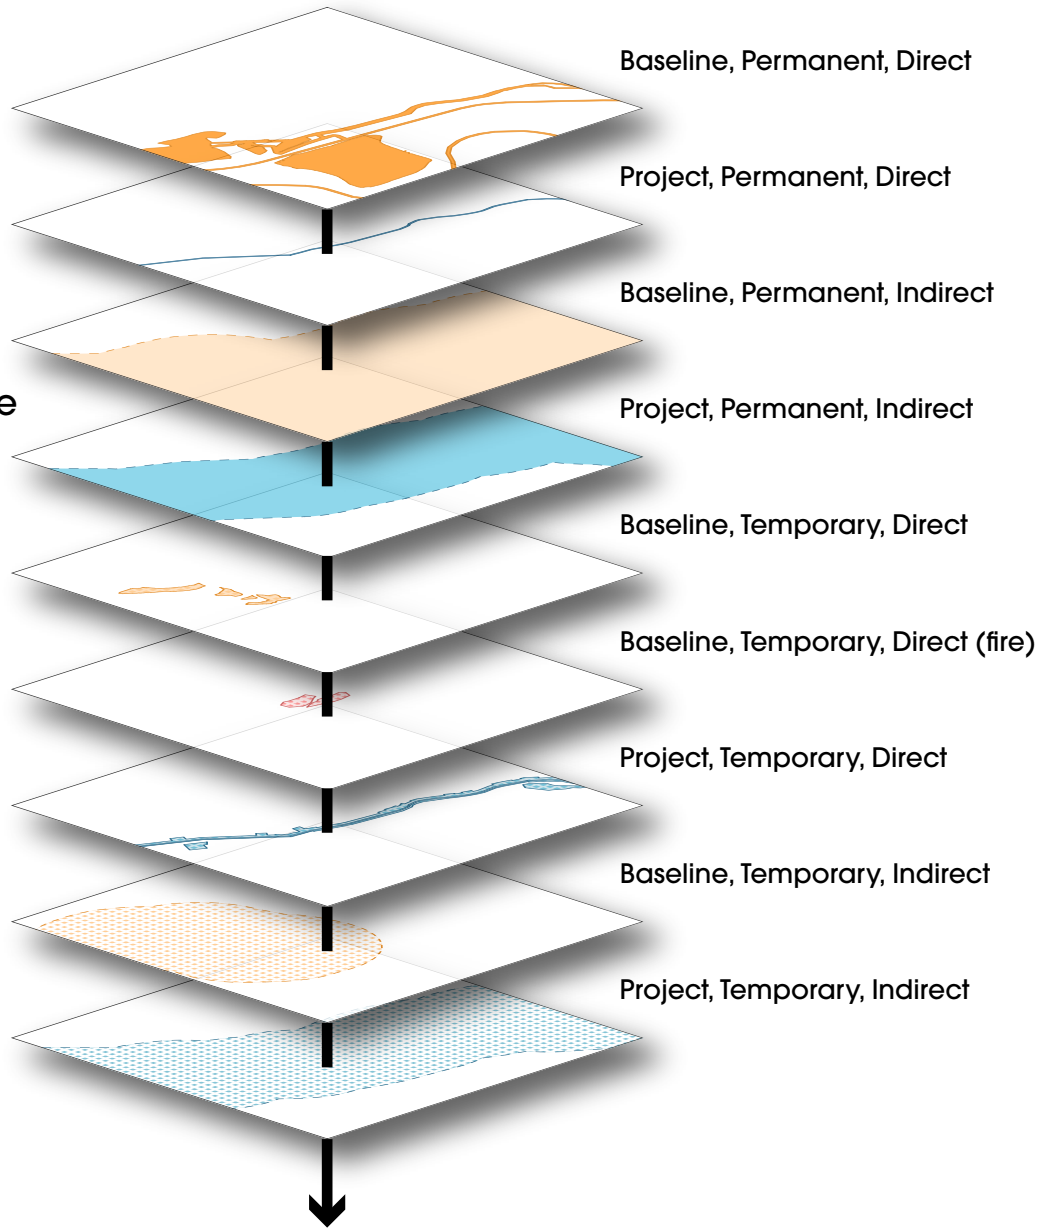 Baseline, Permanent, Direct
Project, Permanent, Direct
Baseline, Permanent, Indirect
e
Project, Permanent, Indirect
Baseline, Temporary, Direct
Baseline, Temporary, Direct (fire)
Project, Temporary, Direct
Baseline, Temporary, Indirect
Project, Temporary, Indirect